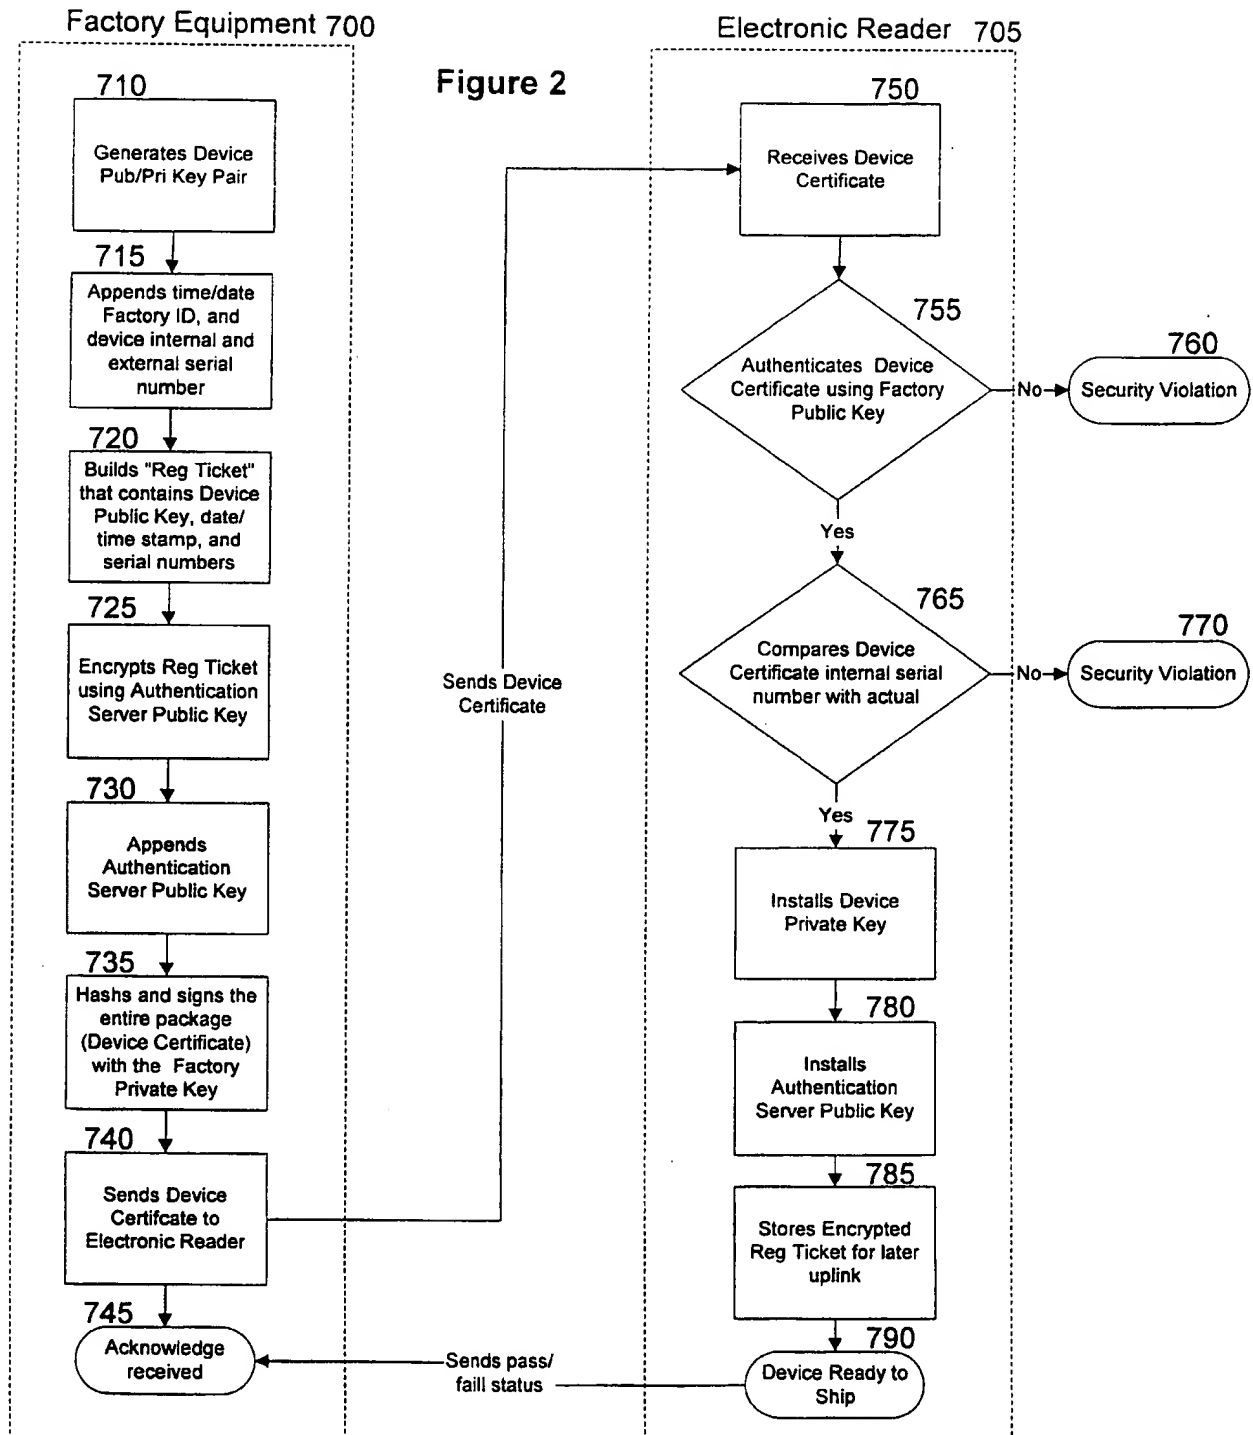 Factory Equipment 700
Electronic Reader 705
Figure 2
710
Generates Device
Pub/Pri Key Pair
715
Appends time/date
Factory ID, and
device internal and
external serial
number
720
Builds "Reg Ticket"
that contains Device
Public Key, date/
time stamp, and
serial numbers
725
Encrypts Reg Ticket
using Authentication
Server Public Key
730
Appends
Authentication
Server Public Key
735
Hashs and signs the
entire package
(Device Certificate)
with the Factory
Private Key
740
Sends Device
Certifcate to
Electronic Reader
745
Acknowledge
received
Sends Device
Certificate
750
Receives Device
Certificate
755
Authenticates Device
Certificate using Factory
Public Key
No
760
Security Violation
Yes
765
Compares Device
Certificate internal serial
number with actual
No
770
Security Violation
Yes
775
Installs Device
Private Key
780
Installs
Authentication
Server Public Key
785
Stores Encrypted
Reg Ticket for later
uplink
790
Device Ready to
Ship
Sends pass/
faill status